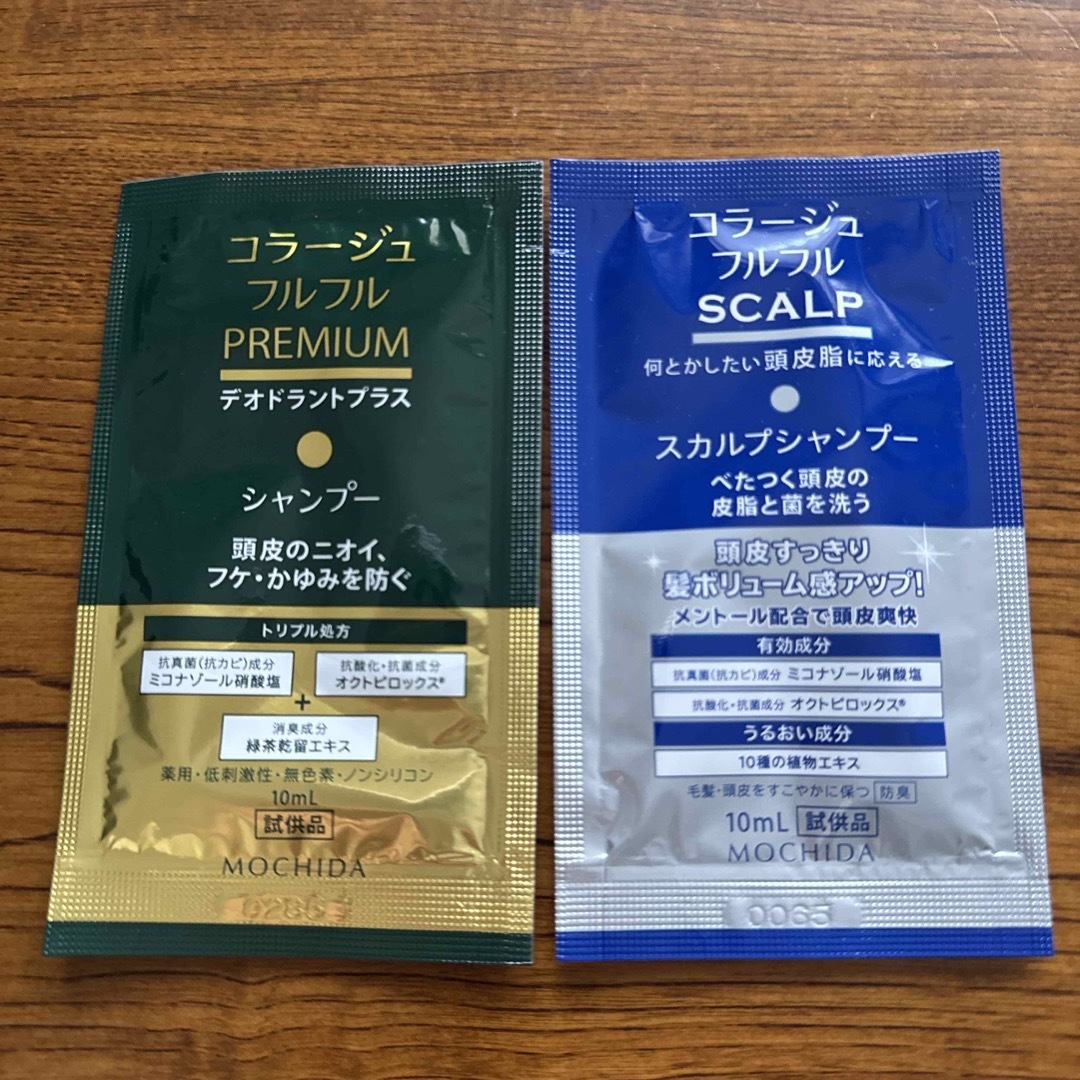 コラージュ
フルフル
PREMIUM
デオドラントプラス
シャンプー
頭皮のニオイ、
フケ・かゆみを防ぐ
トリプル処方
抗真菌(抗カビ)成分
ミコナゾール硝酸塩
抗酸化・抗菌成分
オクトピロックス®
+
消臭成分
緑茶乾留エキス
薬用・低刺激性・無色素・ノンシリコン
10mL
試供品
MOCHIDA
コラージュ
フルフル
SCALP
何とかしたい頭皮脂に応える
スカルプシャンプー
べたつく頭皮の
皮脂と菌を洗う
頭皮すっきり
髪ボリューム感アップ!
メントール配合で頭皮爽快
有効成分
抗真菌(抗カビ)成分 ミコナゾール硝酸塩
抗酸化・抗菌成分 オクトピロックス®
うるおい成分
10種の植物エキス
毛髪・頭皮をすこやかに保つ 防臭
10mL 試供品
MOCHIDA
0065